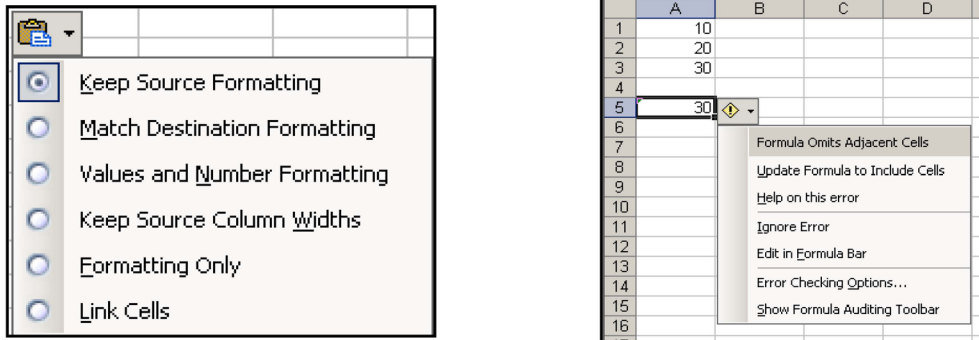 Keep Source Formatting
Match Destination Formatting
Values and Number Formatting
Keep Source Column Widths
Formatting Only
Link Cells
A B C D
1 10
2 20
3 30
4
5 30
6
7
8
9
10
11
12
13
14
15
16
Formula Omits Adjacent Cells
Update Formula to Include Cells
Help on this error
Ignore Error
Edit in Formula Bar
Error Checking Options...
Show Formula Auditing Toolbar